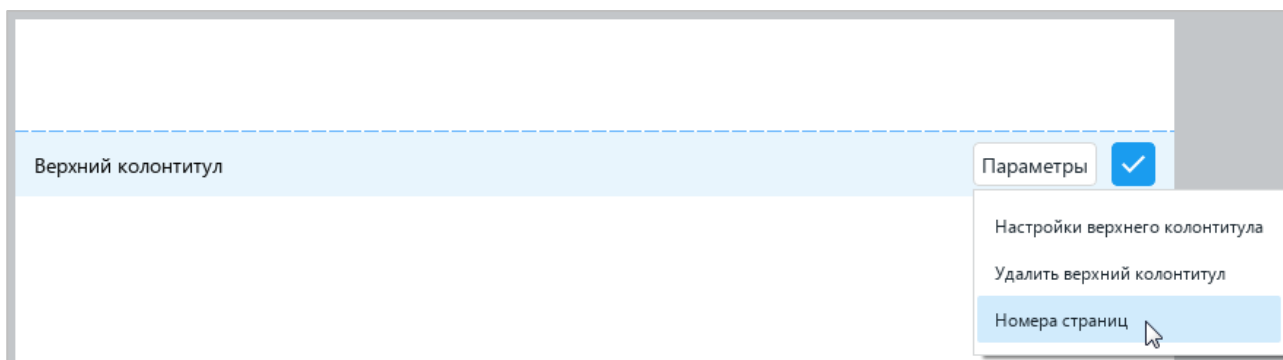 Верхний колонтитул
Параметры
Настройки верхнего колонтитула
Удалить верхний колонтитул
Номера страниц